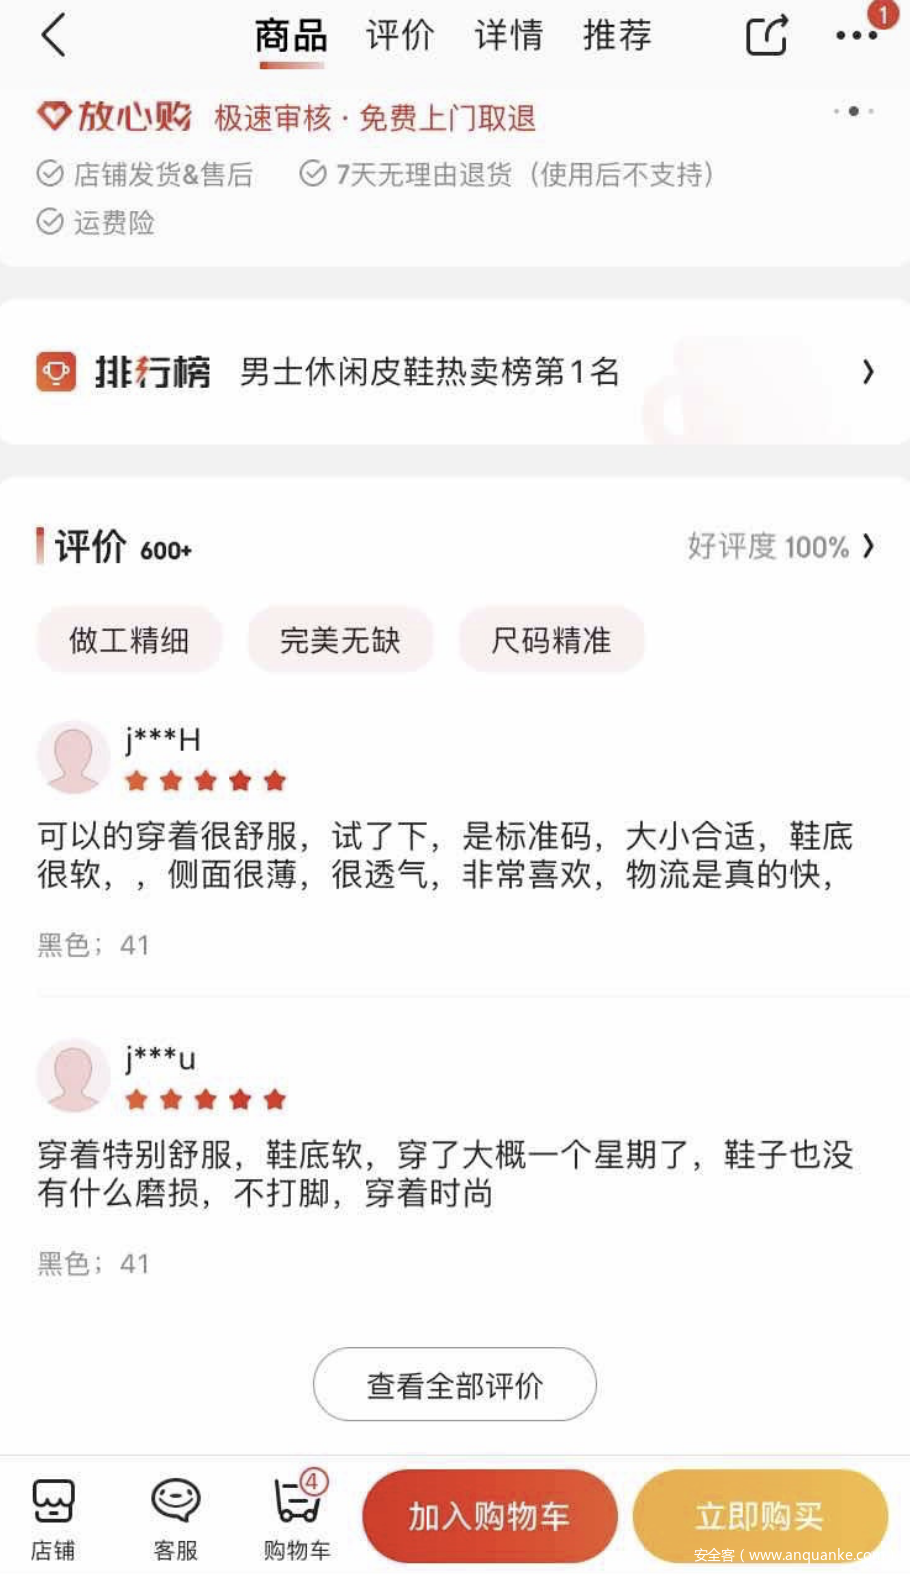 商品 评价 详情 推荐 1
放心购 极速审核 · 免费上门取退
店铺发货&售后 7天无理由退货（使用后不支持）
运费险
排行榜 男士休闲皮鞋热卖榜第1名
评价 600+ 好评度 100%
做工精细 完美无缺 尺码精准
j***H
可以的穿着很舒服，试了下，是标准码，大小合适，鞋底
很软，，侧面很薄，很透气，非常喜欢，物流是真的快，
黑色；41
j***u
穿着特别舒服，鞋底软，穿了大概一个星期了，鞋子也没
有什么磨损，不打脚，穿着时尚
黑色；41
查看全部评价
4
店铺 客服 购物车 加入购物车 立即购买
安全客（www.anquanke.co